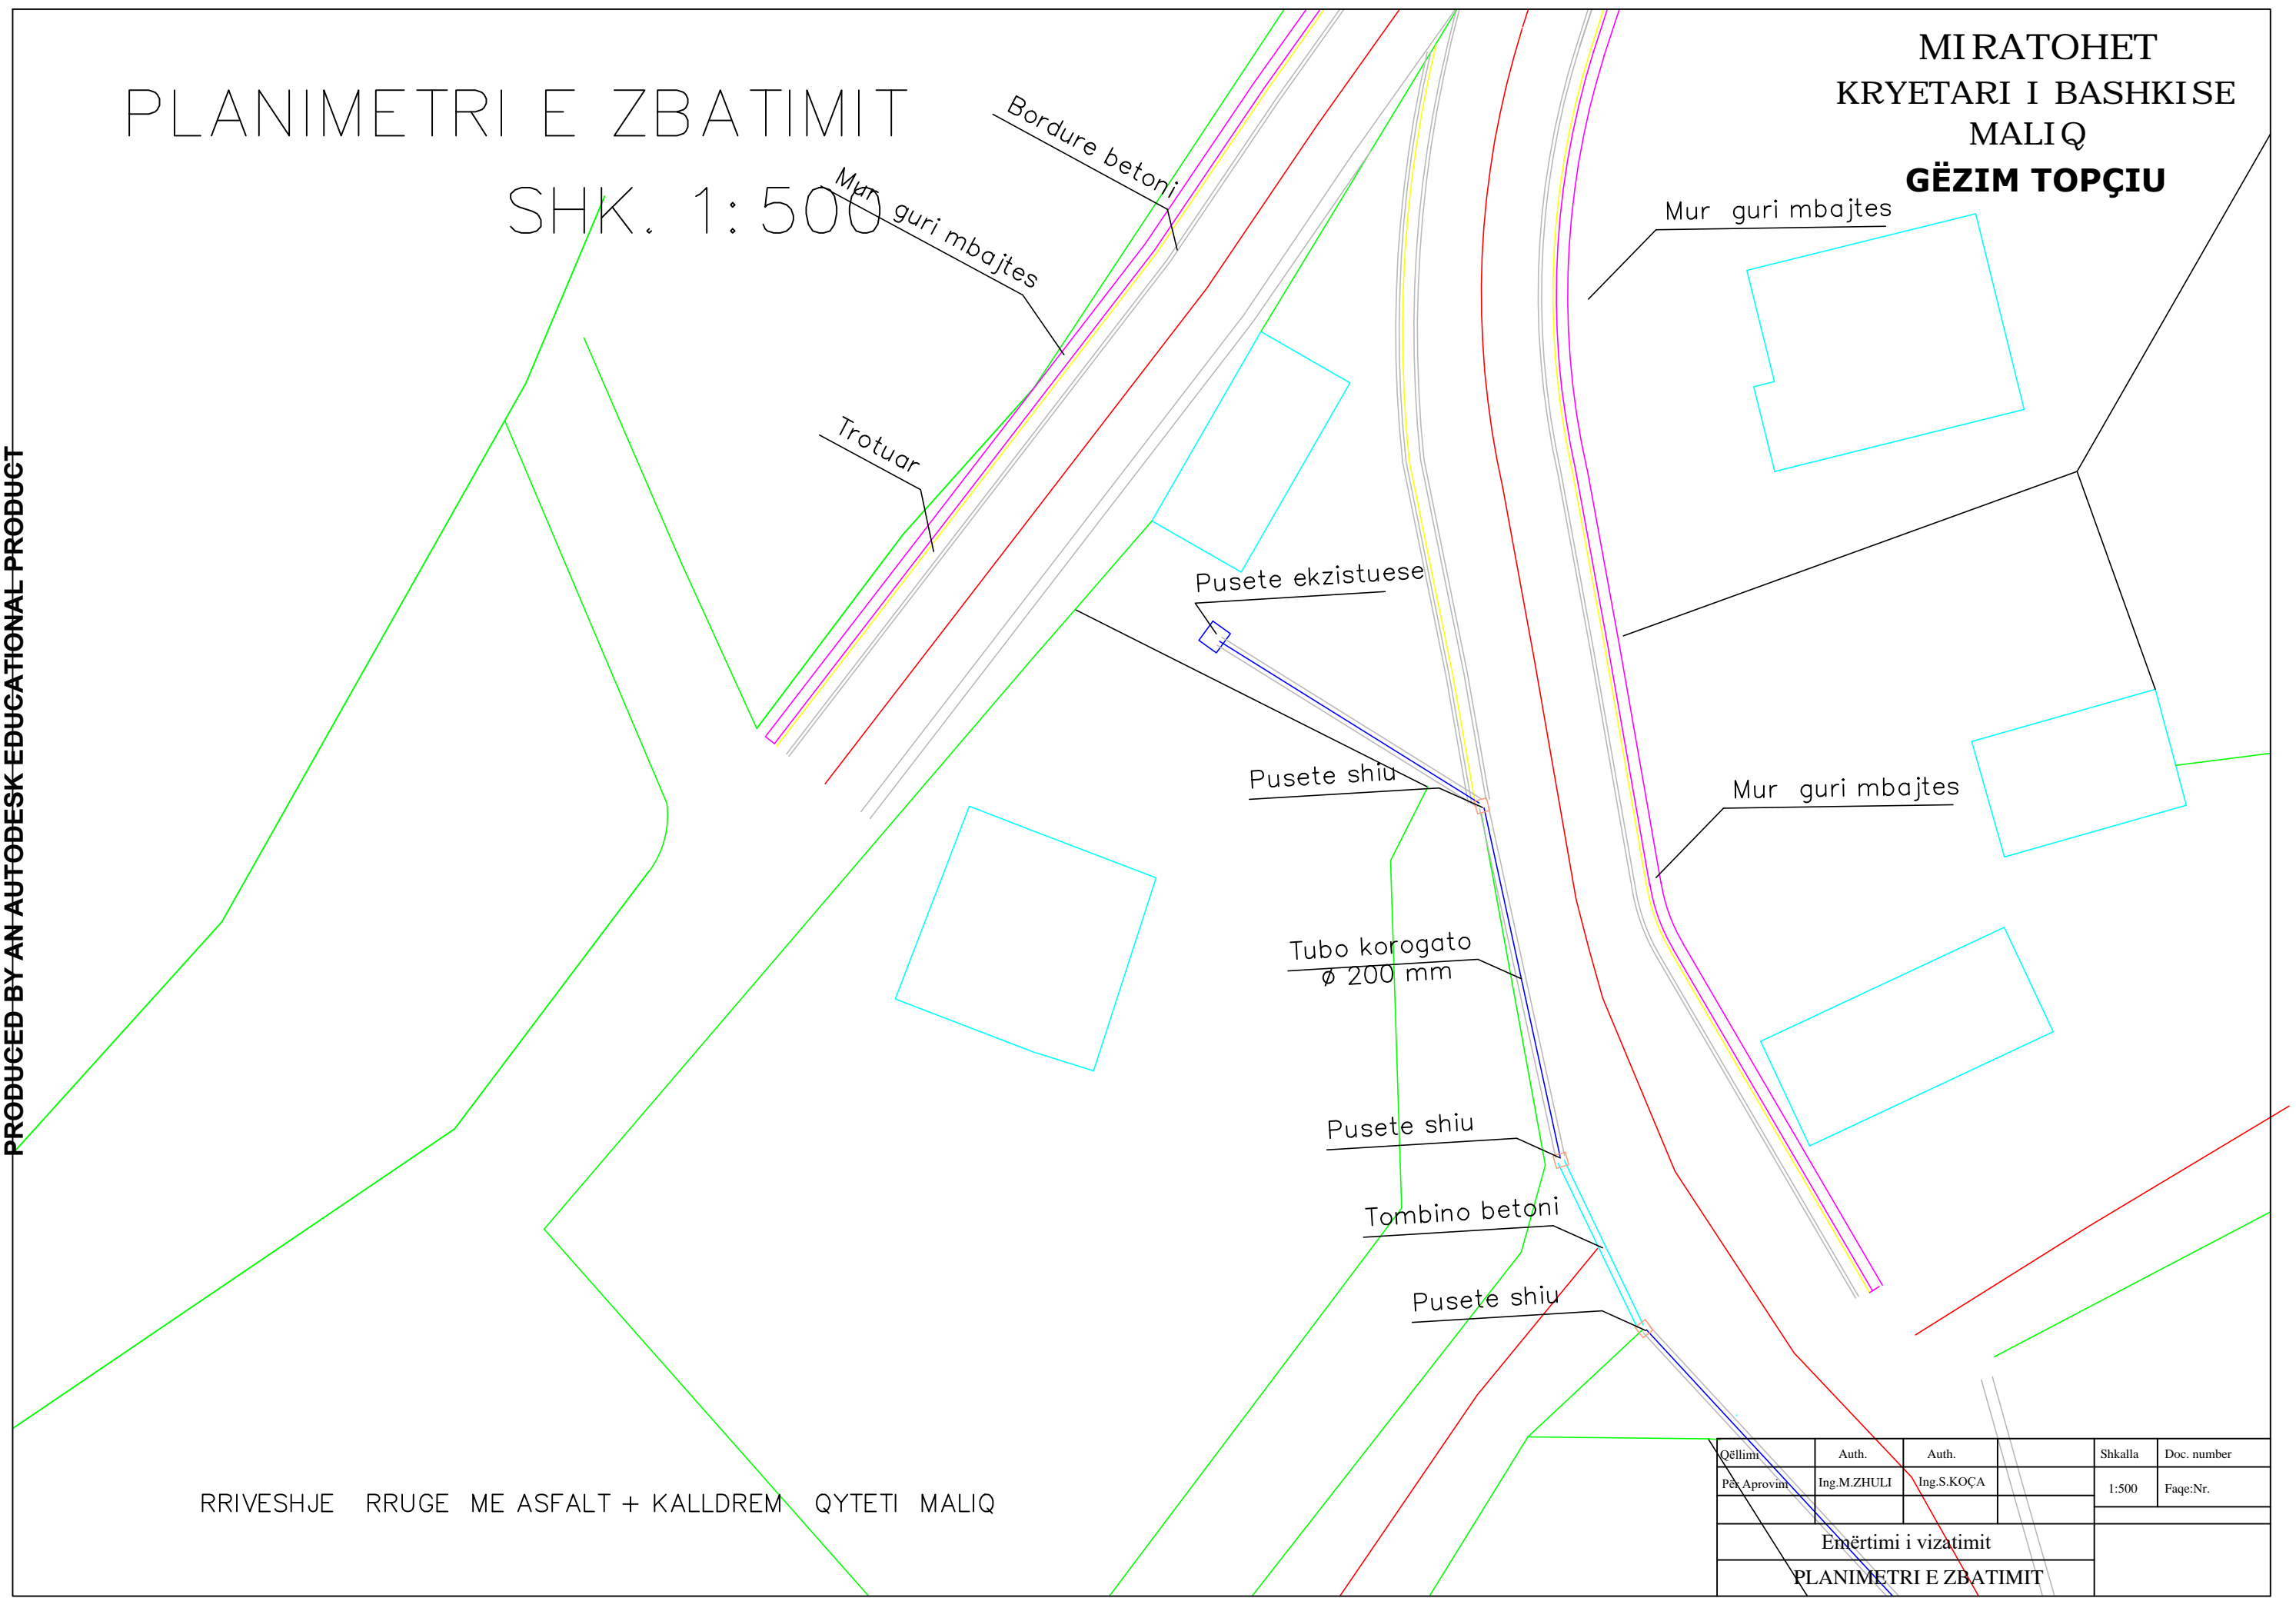 PLANIMETRI E ZBATIMIT
SHK. 1:500
MIRATOHET
KRYETARI I BASHKISE
MALIQ
GËZIM TOPÇIU
Bordure betoni
Mur guri mbajtes
Mur guri mbajtes
Trotuar
Pusete ekzistuese
Pusete shiu
Mur guri mbajtes
Tubo korogato
ø 200 mm
Pusete shiu
Tombino betoni
Pusete shiu
PRODUCED BY AN AUTODESK EDUCATIONAL PRODUCT
RRIVESHJE RRUGE ME ASFALT + KALLDREM QYTETI MALIQ
Qëllimi Auth. Auth. Shkalla Doc. number
Për Aprovim Ing.M.ZHULI Ing.S.KOÇA 1:500 Faqe:Nr.
Emërtimi i vizatimit
PLANIMETRI E ZBATIMIT